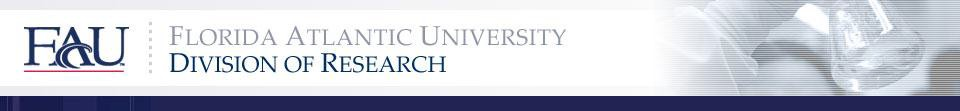 FAU
FLORIDA ATLANTIC UNIVERSITY
DIVISION OF RESEARCH